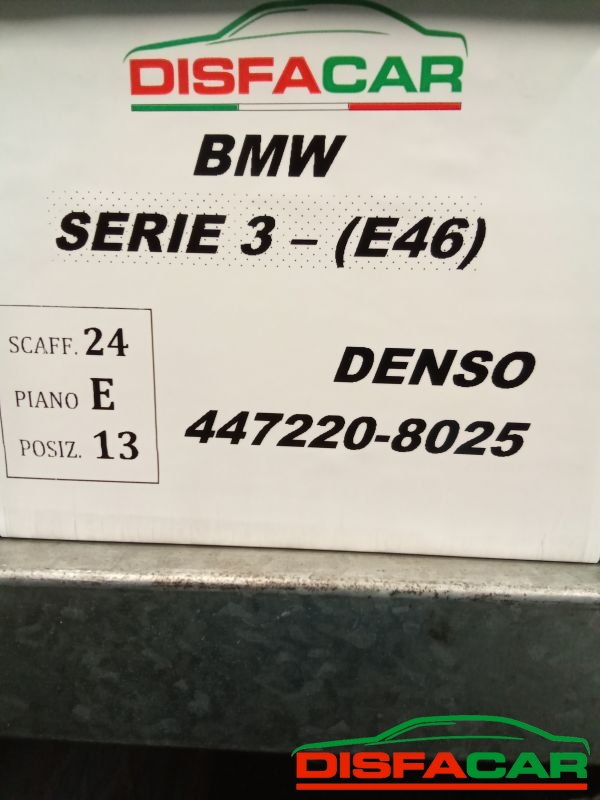 DISFACAR
BMW
SERIE 3 – (E46)
SCAFF. 24
PIANO E
POSIZ. 13
DENSO
447220-8025
DISFACAR